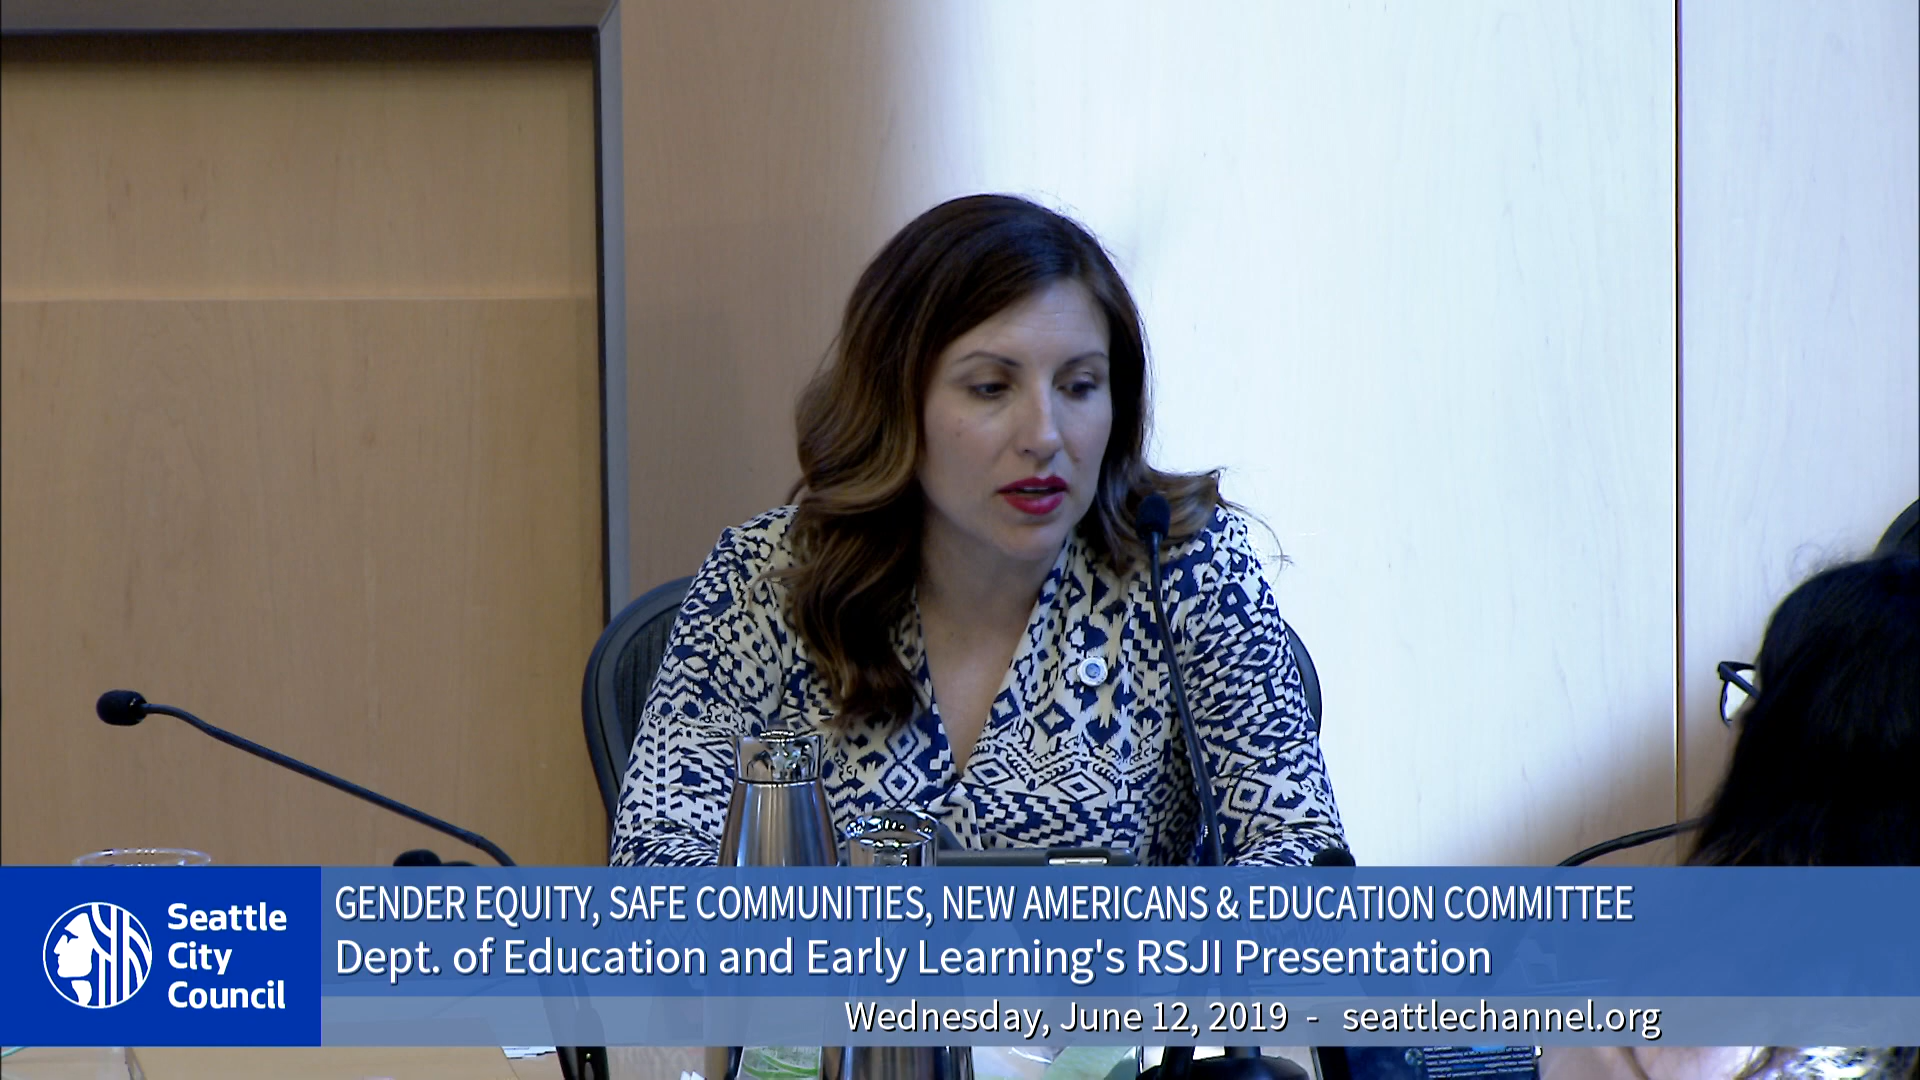 Seattle
City
Council
GENDER EQUITY, SAFE COMMUNITIES, NEW AMERICANS & EDUCATION COMMITTEE
Dept. of Education and Early Learning's RSJI Presentation
Wednesday, June 12, 2019 - seattlechannel.org